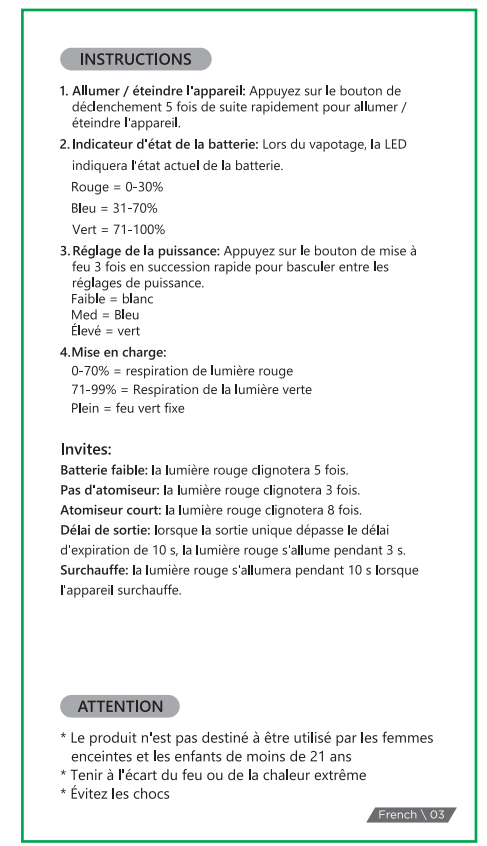 INSTRUCTIONS
1. Allumer / éteindre l'appareil: Appuyez sur le bouton de
déclenchement 5 fois de suite rapidement pour allumer /
éteindre l'appareil.
2. Indicateur d'état de la batterie: Lors du vapotage, la LED
indiquera l'état actuel de la batterie.
Rouge = 0-30%
Bleu = 31-70%
Vert = 71-100%
3. Réglage de la puissance: Appuyez sur le bouton de mise à
feu 3 fois en succession rapide pour basculer entre les
réglages de puissance.
Faible = blanc
Med = Bleu
Élevé = vert
4.Mise en charge:
0-70% = respiration de lumière rouge
71-99% = Respiration de la lumière verte
Plein = feu vert fixe
Invites:
Batterie faible: la lumière rouge clignotera 5 fois.
Pas d'atomiseur: la lumière rouge clignotera 3 fois.
Atomiseur court: la lumière rouge clignotera 8 fois.
Délai de sortie: lorsque la sortie unique dépasse le délai
d'expiration de 10 s, la lumière rouge s'allume pendant 3 s.
Surchauffe: la lumière rouge s'allumera pendant 10 s lorsque
l'appareil surchauffe.
ATTENTION
* Le produit n'est pas destiné à être utilisé par les femmes
enceintes et les enfants de moins de 21 ans
* Tenir à l'écart du feu ou de la chaleur extrême
* Évitez les chocs
French \ 03